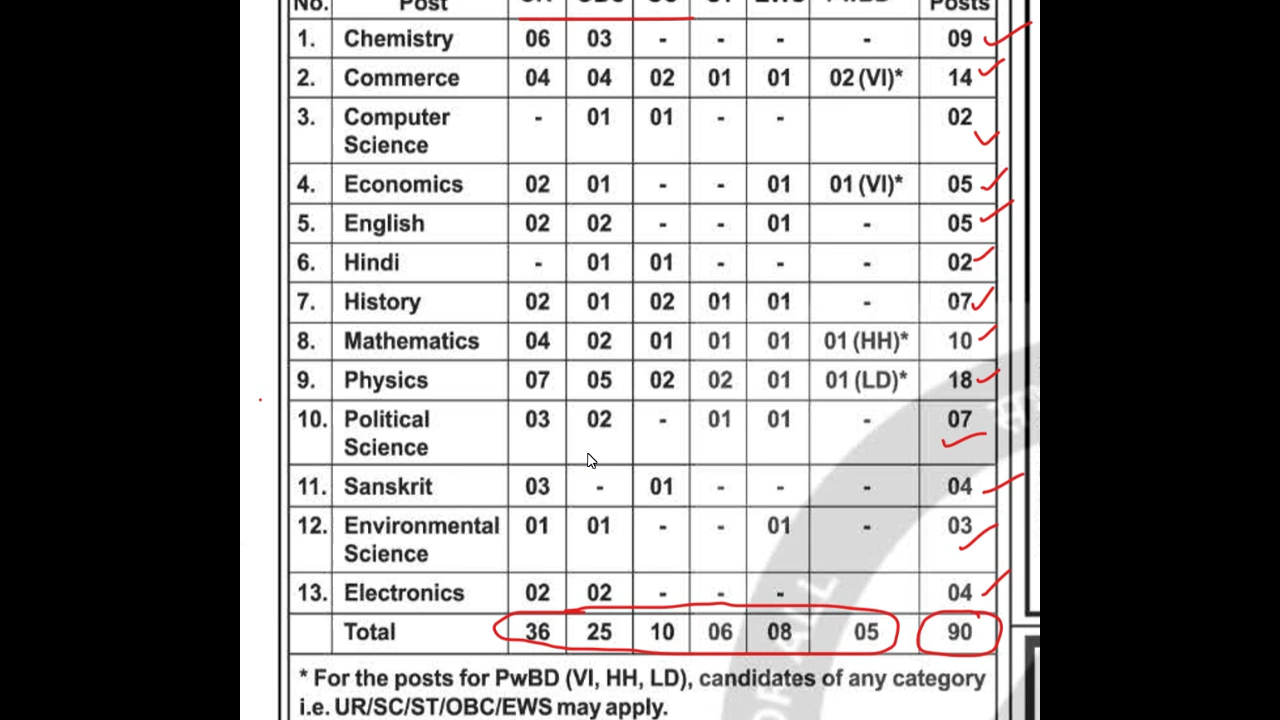 No. Post Posts
1. Chemistry 06 03 - - - - 09
2. Commerce 04 04 02 01 01 02 (VI)* 14
3. Computer Science - 01 01 - - 02
4. Economics 02 01 - - 01 01 (VI)* 05
5. English 02 02 - - 01 - 05
6. Hindi - 01 01 - - - 02
7. History 02 01 02 01 01 - 07
8. Mathematics 04 02 01 01 01 01 (HH)* 10
9. Physics 07 05 02 02 01 01 (LD)* 18
10. Political Science 03 02 - 01 01 - 07
11. Sanskrit 03 - 01 - - - 04
12. Environmental Science 01 01 - - 01 - 03
13. Electronics 02 02 - - - 04
Total 36 25 10 06 08 05 90
* For the posts for PwBD (VI, HH, LD), candidates of any category
i.e. UR/SC/ST/OBC/EWS may apply.